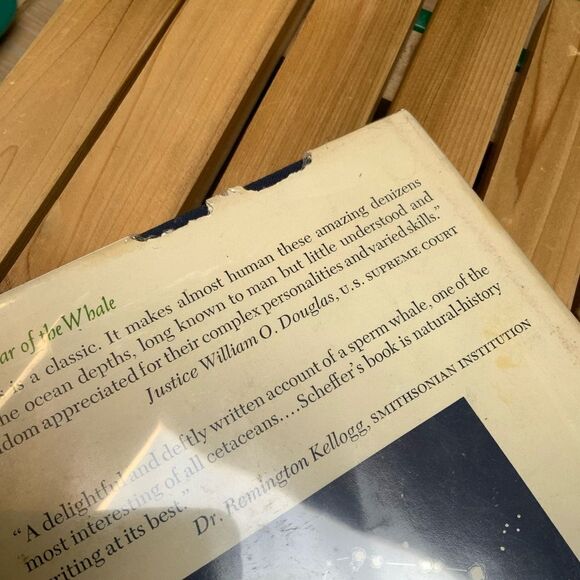 ar of the Whale
s is a classic. It makes almost human these amazing denizens
he ocean depths, long known to man but little understood and
dom appreciated for their complex personalities and varied skills."
Justice William O. Douglas, U.S. SUPREME COURT
"A delightful and deftly written account of a sperm whale, one of the
most interesting of all cetaceans.... Scheffer's book is natural-history
writing at its best."
Dr. Remington Kellogg, SMITHSONIAN INSTITUTION